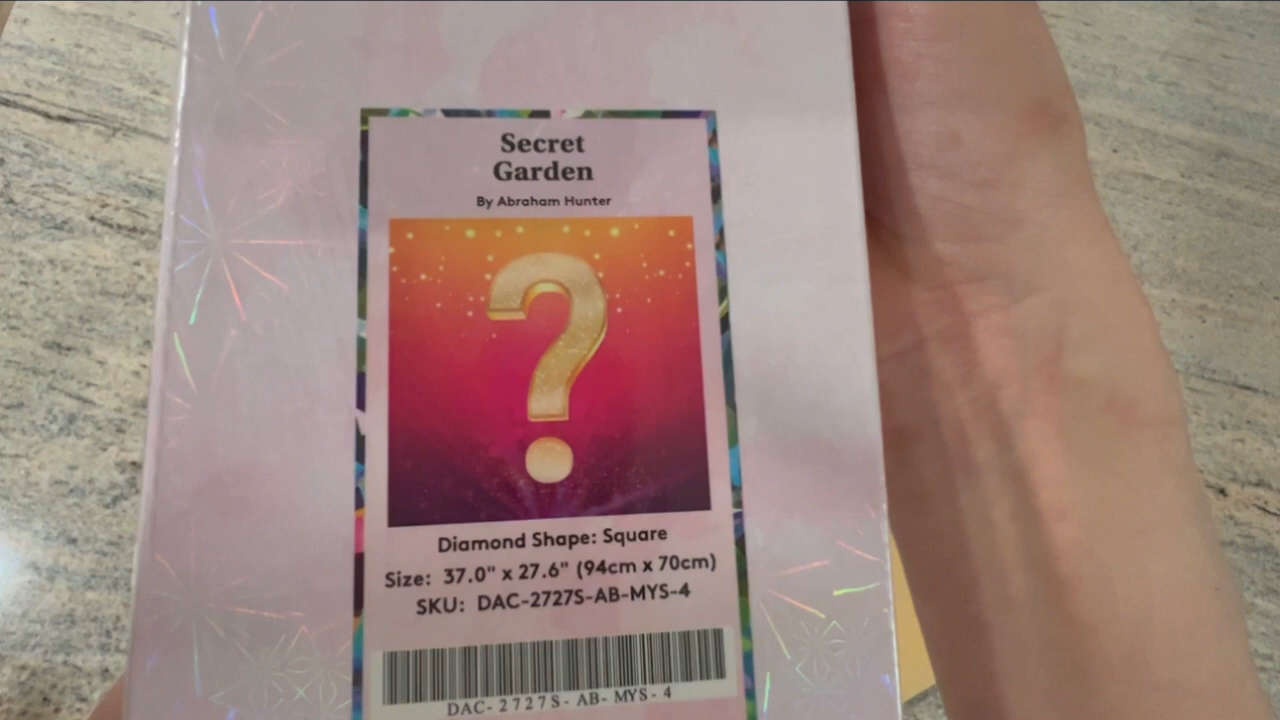 Secret
Garden
By Abraham Hunter
?
Diamond Shape: Square
Size: 37.0" x 27.6" (94cm x 70cm)
SKU: DAC-2727S-AB-MYS-4
DAC-2727S-AB-MYS-4